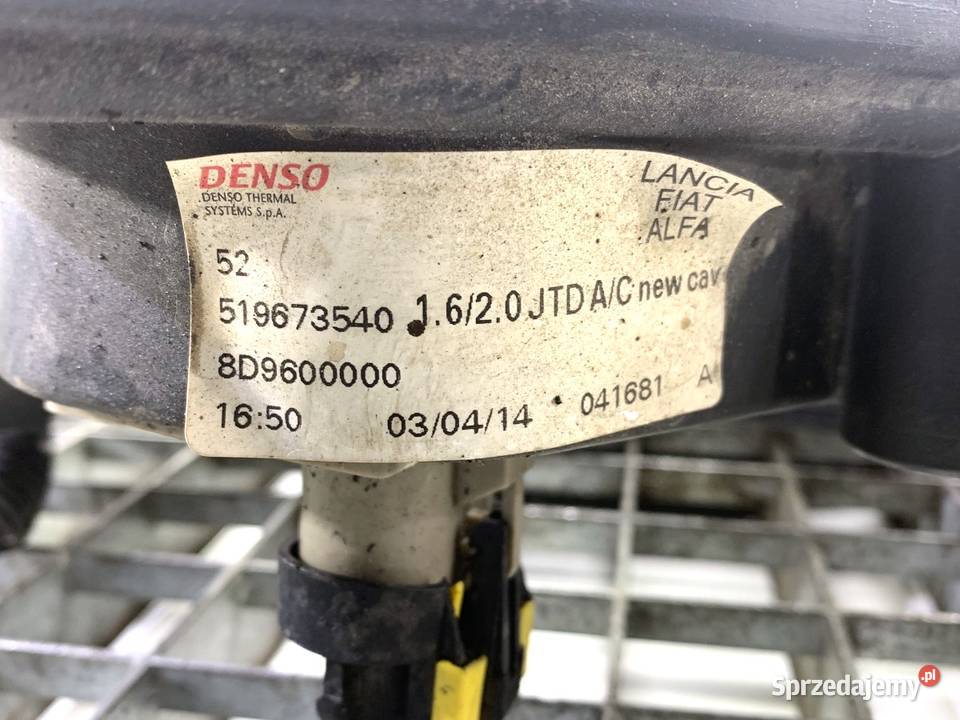 DENSO
DENSO THERMAL
SYSTEMS S.p.A.
LANCIA
FIAT
ALFA
52
519673540 1.6/2.0 JTD A/C new cav
8D9600000
16:50 03/04/14 041681 A
Sprzedajemy.pl